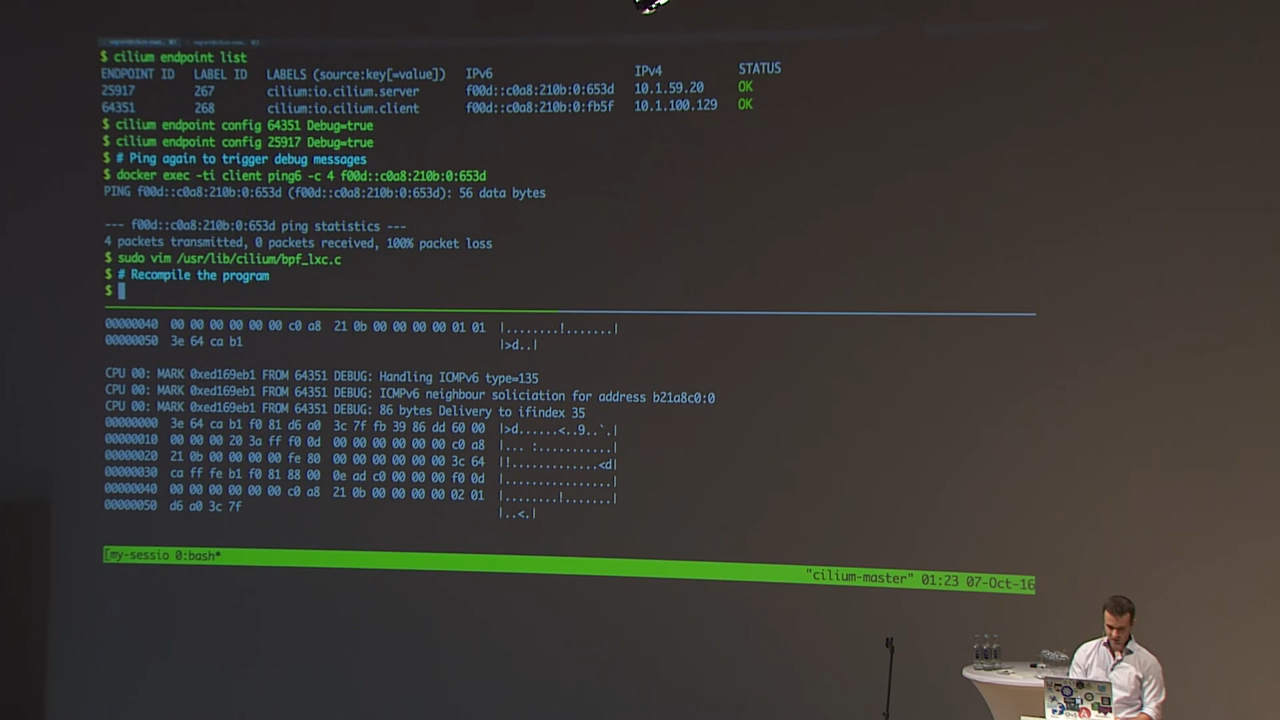 $ cilium endpoint list
ENDPOINT ID LABEL ID LABELS (source:key[=value]) IPv6 IPv4 STATUS
25917 267 cilium:io.cilium.server f00d::c0a8:210b:0:653d 10.1.59.20 OK
64351 268 cilium:io.cilium.client f00d::c0a8:210b:0:fb5f 10.1.100.129 OK
$ cilium endpoint config 64351 Debug=true
$ cilium endpoint config 25917 Debug=true
$ # Ping again to trigger debug messages
$ docker exec -ti client ping6 -c 4 f00d::c0a8:210b:0:653d
PING f00d::c0a8:210b:0:653d (f00d::c0a8:210b:0:653d): 56 data bytes
--- f00d::c0a8:210b:0:653d ping statistics ---
4 packets transmitted, 0 packets received, 100% packet loss
$ sudo vim /usr/lib/cilium/bpf_lxc.c
$ # Recompile the program
$
00000040 00 00 00 00 00 00 c0 a8 21 0b 00 00 00 00 01 01 |........!.......|
00000050 3e 64 ca b1 |>d..|
CPU 00: MARK 0xed169eb1 FROM 64351 DEBUG: Handling ICMPv6 type=135
CPU 00: MARK 0xed169eb1 FROM 64351 DEBUG: ICMPv6 neighbour soliciation for address b21a8c0:0
CPU 00: MARK 0xed169eb1 FROM 64351 DEBUG: 86 bytes Delivery to ifindex 35
00000000 3e 64 ca b1 f0 81 d6 a0 3c 7f fb 39 86 dd 60 00 |>d......<..9..`.|
00000010 00 00 00 20 3a ff f0 0d 00 00 00 00 00 00 c0 a8 |... :...........|
00000020 21 0b 00 00 00 00 fe 80 00 00 00 00 00 00 3c 64 |!.............<d|
00000030 ca ff fe b1 f0 81 88 00 0e ad c0 00 00 00 f0 0d |................|
00000040 00 00 00 00 00 00 c0 a8 21 0b 00 00 00 00 02 01 |........!.......|
00000050 d6 a0 3c 7f |..<.|
[my-sessio 0:bash* "cilium-master" 01:23 07-Oct-16